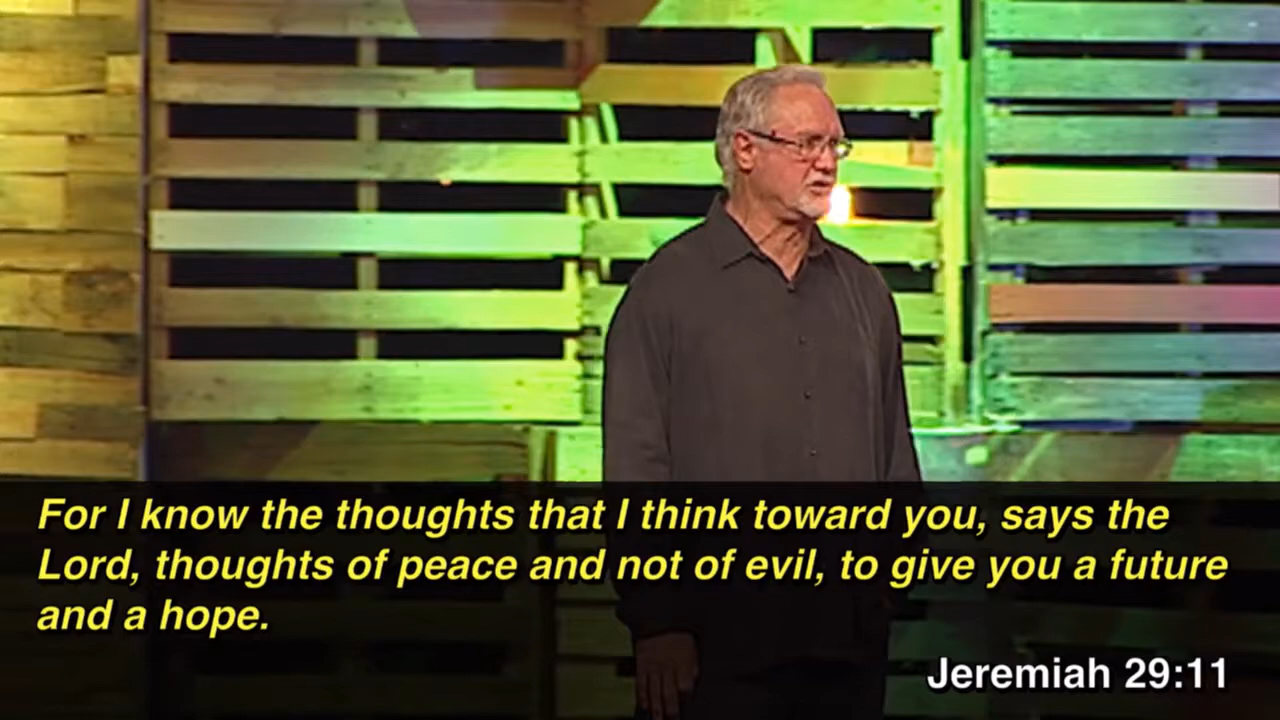 For I know the thoughts that I think toward you, says the
Lord, thoughts of peace and not of evil, to give you a future
and a hope.
Jeremiah 29:11